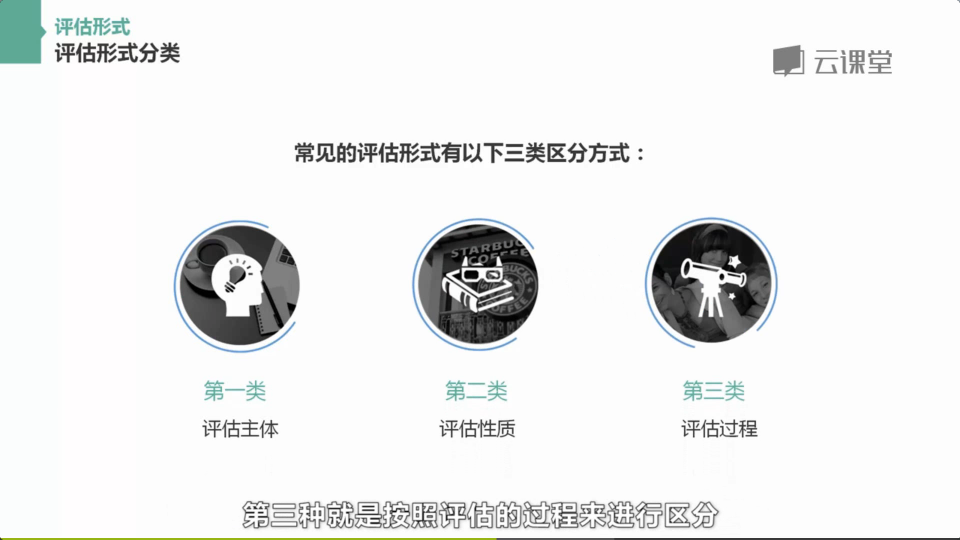 评估形式
评估形式分类
云课堂
常见的评估形式有以下三类区分方式：
STARBUCKS
COFFEE
第一类
第二类
第三类
评估主体
评估性质
评估过程
第三种就是按照评估的过程来进行区分